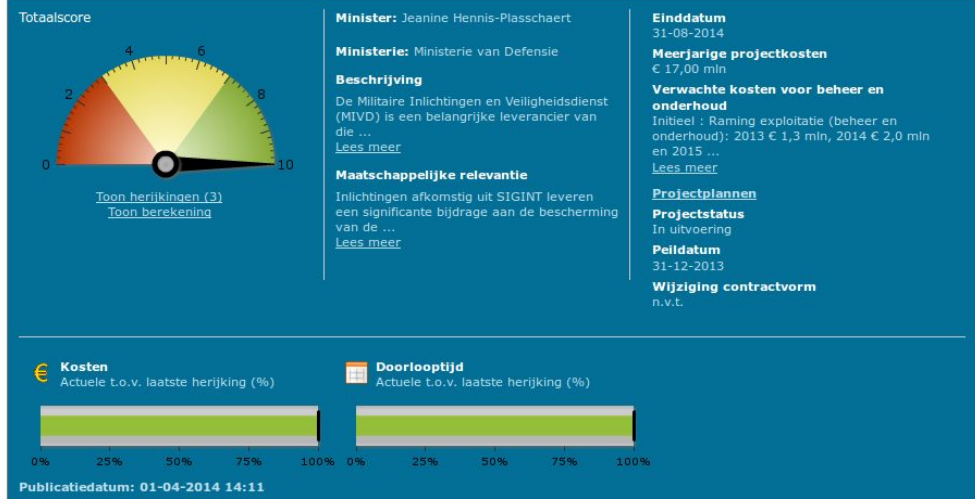 Totaalscore
0
2
4
6
8
10
Toon herijkingen (3)
Toon berekening
Minister: Jeanine Hennis-Plasschaert
Ministerie: Ministerie van Defensie
Beschrijving
De Militaire Inlichtingen en Veiligheidsdienst
(MIVD) is een belangrijke leverancier van
die ...
Lees meer
Maatschappelijke relevantie
Inlichtingen afkomstig uit SIGINT leveren
een significante bijdrage aan de bescherming
van de ...
Lees meer
Einddatum
31-08-2014
Meerjarige projectkosten
€ 17,00 mln
Verwachte kosten voor beheer en
onderhoud
Initieel : Raming exploitatie (beheer en
onderhoud): 2013 € 1,3 mln, 2014 € 2,0 mln
en 2015 ...
Lees meer
Projectplannen
Projectstatus
In uitvoering
Peildatum
31-12-2013
Wijziging contractvorm
n.v.t.
€ Kosten
Actuele t.o.v. laatste herijking (%)
0% 25% 50% 75% 100%
Doorlooptijd
Actuele t.o.v. laatste herijking (%)
0% 25% 50% 75% 100%
Publicatiedatum: 01-04-2014 14:11